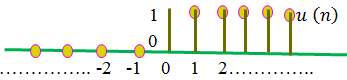 1
u (n)
0
…………….. -2 -1 0 1 2……………